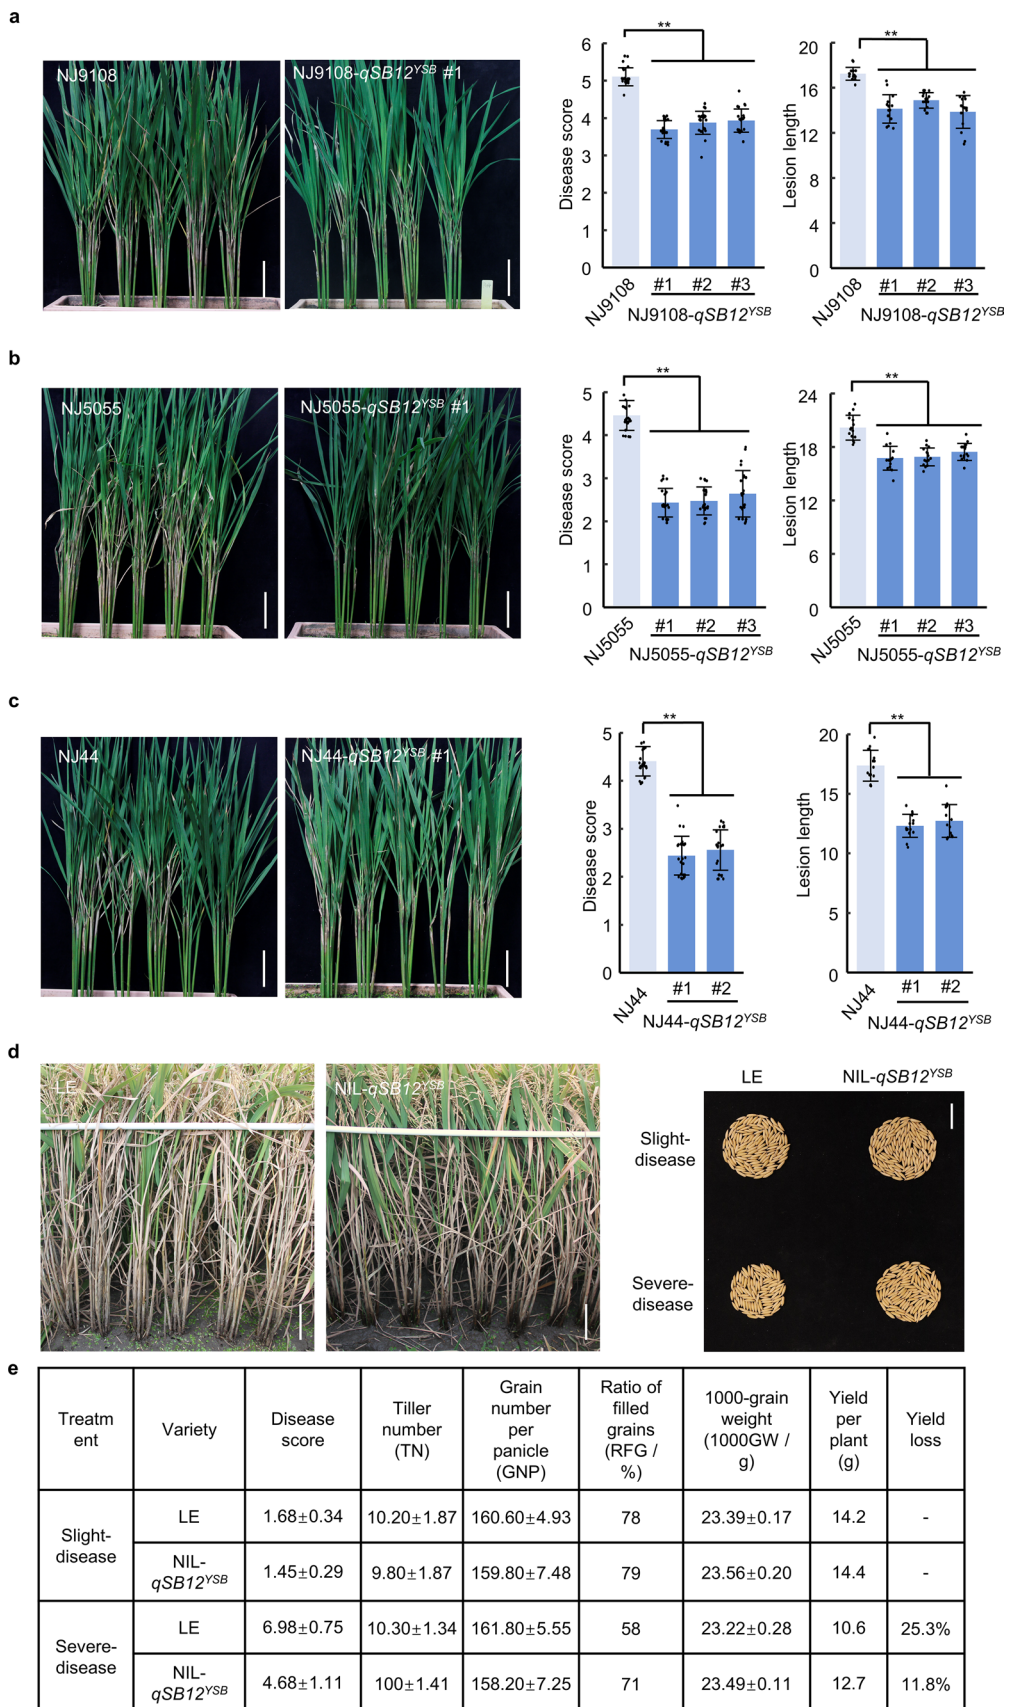 a
NJ9108
NJ9108-qSB12YSB #1
**
6
5
4
3
2
1
0
Disease score
NJ9108
#1 #2 #3
NJ9108-qSB12YSB
**
20
16
12
8
4
0
Lesion length
NJ9108
#1 #2 #3
NJ9108-qSB12YSB
b
NJ5055
NJ5055-qSB12YSB #1
**
5
4
3
2
1
0
Disease score
NJ5055
#1 #2 #3
NJ5055-qSB12YSB
**
24
18
12
6
0
Lesion length
NJ5055
#1 #2 #3
NJ5055-qSB12YSB
c
NJ44
NJ44-qSB12YSB #1
**
5
4
3
2
1
0
Disease score
NJ44
#1 #2
NJ44-qSB12YSB
**
20
15
10
5
0
Lesion length
NJ44
#1 #2
NJ44-qSB12YSB
d
LE
NIL-qSB12YSB
LE NIL-qSB12YSB
Slight-
disease
Severe-
disease
e
Treatm
ent
Variety
Disease
score
Tiller
number
(TN)
Grain
number
per
panicle
(GNP)
Ratio of
filled
grains
(RFG /
%)
1000-grain
weight
(1000GW /
g)
Yield
per
plant
(g)
Yield
loss
Slight-
disease
LE 1.68±0.34 10.20±1.87 160.60±4.93 78 23.39±0.17 14.2 -
NIL-
qSB12YSB 1.45±0.29 9.80±1.87 159.80±7.48 79 23.56±0.20 14.4 -
Severe-
disease
LE 6.98±0.75 10.30±1.34 161.80±5.55 58 23.22±0.28 10.6 25.3%
NIL-
qSB12YSB 4.68±1.11 100±1.41 158.20±7.25 71 23.49±0.11 12.7 11.8%